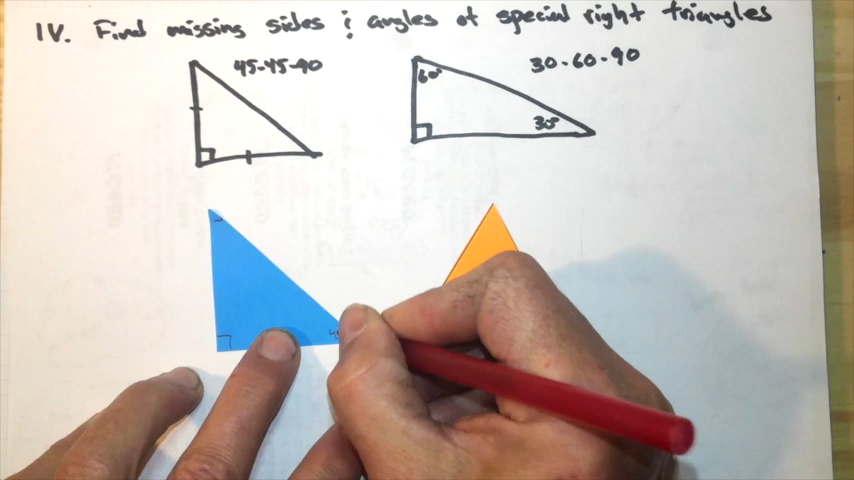 IV. Find missing sides & angles of special right triangles
45-45-90
30-60-90
60°
30°